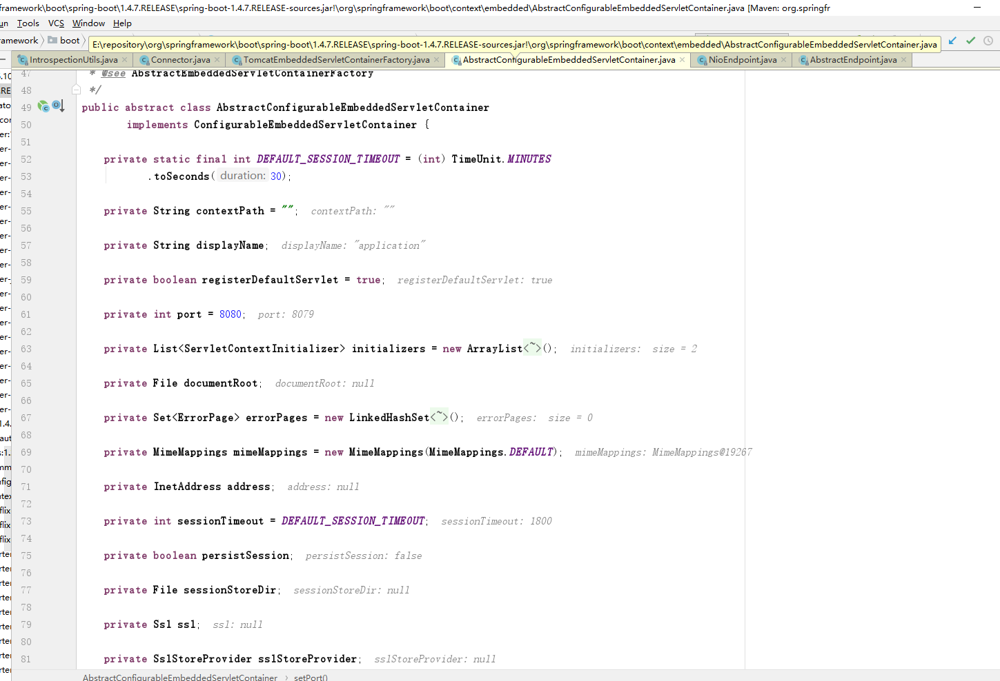 ramework\boot\spring-boot\1.4.7.RELEASE\spring-boot-1.4.7.RELEASE-sources.jar!\org\springframework\boot\context\embedded\AbstractConfigurableEmbeddedServletContainer.java [Maven: org.springfr
un Tools VCS Window Help
amework boot
E:\repository\org\springframework\boot\spring-boot\1.4.7.RELEASE\spring-boot-1.4.7.RELEASE-sources.jar!\org\springframework\boot\context\embedded\AbstractConfigurableEmbeddedServletContainer.java
IntrospectionUtils.java Connector.java TomcatEmbeddedServletContainerFactory.java AbstractConfigurableEmbeddedServletContainer.java NioEndpoint.java AbstractEndpoint.java
47 * @see AbstractEmbeddedServletContainerFactory
48 */
49 public abstract class AbstractConfigurableEmbeddedServletContainer
50 implements ConfigurableEmbeddedServletContainer {
51
52 private static final int DEFAULT_SESSION_TIMEOUT = (int) TimeUnit.MINUTES
53 .toSeconds( duration: 30);
54
55 private String contextPath = ""; contextPath: ""
56
57 private String displayName; displayName: "application"
58
59 private boolean registerDefaultServlet = true; registerDefaultServlet: true
60
61 private int port = 8080; port: 8079
62
63 private List<ServletContextInitializer> initializers = new ArrayList<~>(); initializers: size = 2
64
65 private File documentRoot; documentRoot: null
66
67 private Set<ErrorPage> errorPages = new LinkedHashSet<~>(); errorPages: size = 0
68
69 private MimeMappings mimeMappings = new MimeMappings(MimeMappings.DEFAULT); mimeMappings: MimeMappings@19267
70
71 private InetAddress address; address: null
72
73 private int sessionTimeout = DEFAULT_SESSION_TIMEOUT; sessionTimeout: 1800
74
75 private boolean persistSession; persistSession: false
76
77 private File sessionStoreDir; sessionStoreDir: null
78
79 private Ssl ssl; ssl: null
80
81 private SslStoreProvider sslStoreProvider; sslStoreProvider: null
AbstractConfigurableEmbeddedServletContainer › setPort()